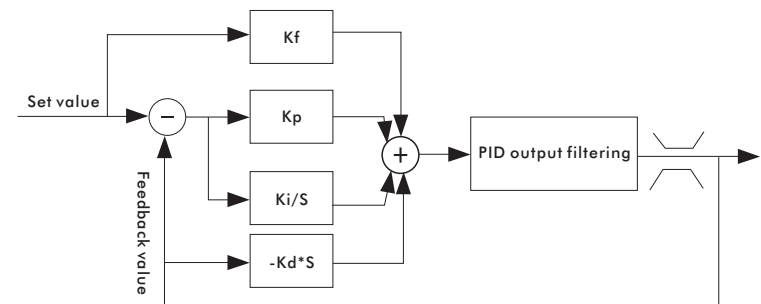 Kf
Set value
−
Kp
+
PID output filtering
Feedback value
Ki/S
-Kd*S